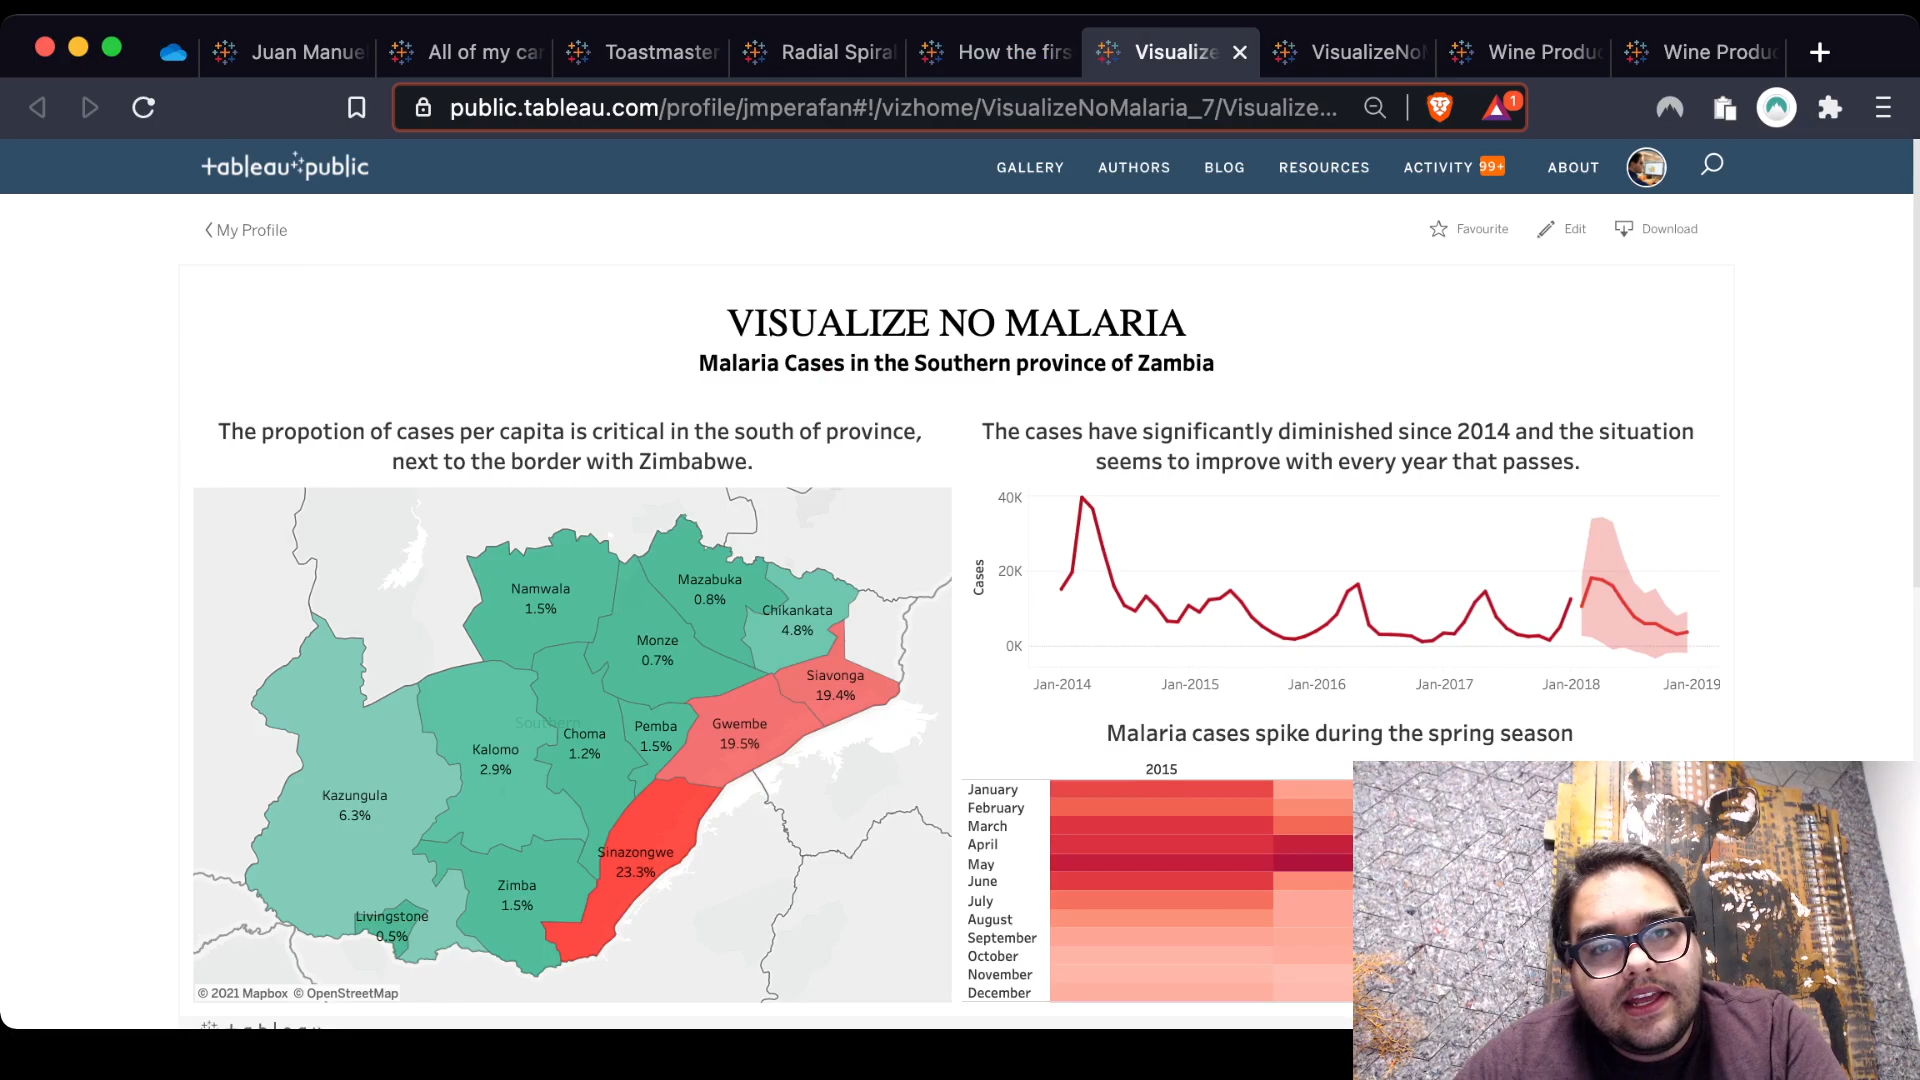 Juan Manue
All of my car
Toastmaster
Radial Spiral
How the firs
Visualize
VisualizeNoM
Wine Produc
Wine Produc
public.tableau.com/profile/jmperafan#!/vizhome/VisualizeNoMalaria_7/Visualize...
1
tableau public
GALLERY
AUTHORS
BLOG
RESOURCES
ACTIVITY 99+
ABOUT
My Profile
Favourite
Edit
Download
VISUALIZE NO MALARIA
Malaria Cases in the Southern province of Zambia
The propotion of cases per capita is critical in the south of province,
next to the border with Zimbabwe.
Namwala
1.5%
Mazabuka
0.8%
Chikankata
4.8%
Monze
0.7%
Siavonga
19.4%
Southern
Choma
1.2%
Pemba
1.5%
Gwembe
19.5%
Kalomo
2.9%
Kazungula
6.3%
Sinazongwe
23.3%
Zimba
1.5%
Livingstone
0.5%
© 2021 Mapbox © OpenStreetMap
The cases have significantly diminished since 2014 and the situation
seems to improve with every year that passes.
Cases
40K
20K
0K
Jan-2014
Jan-2015
Jan-2016
Jan-2017
Jan-2018
Jan-2019
Malaria cases spike during the spring season
2015
January
February
March
April
May
June
July
August
September
October
November
December